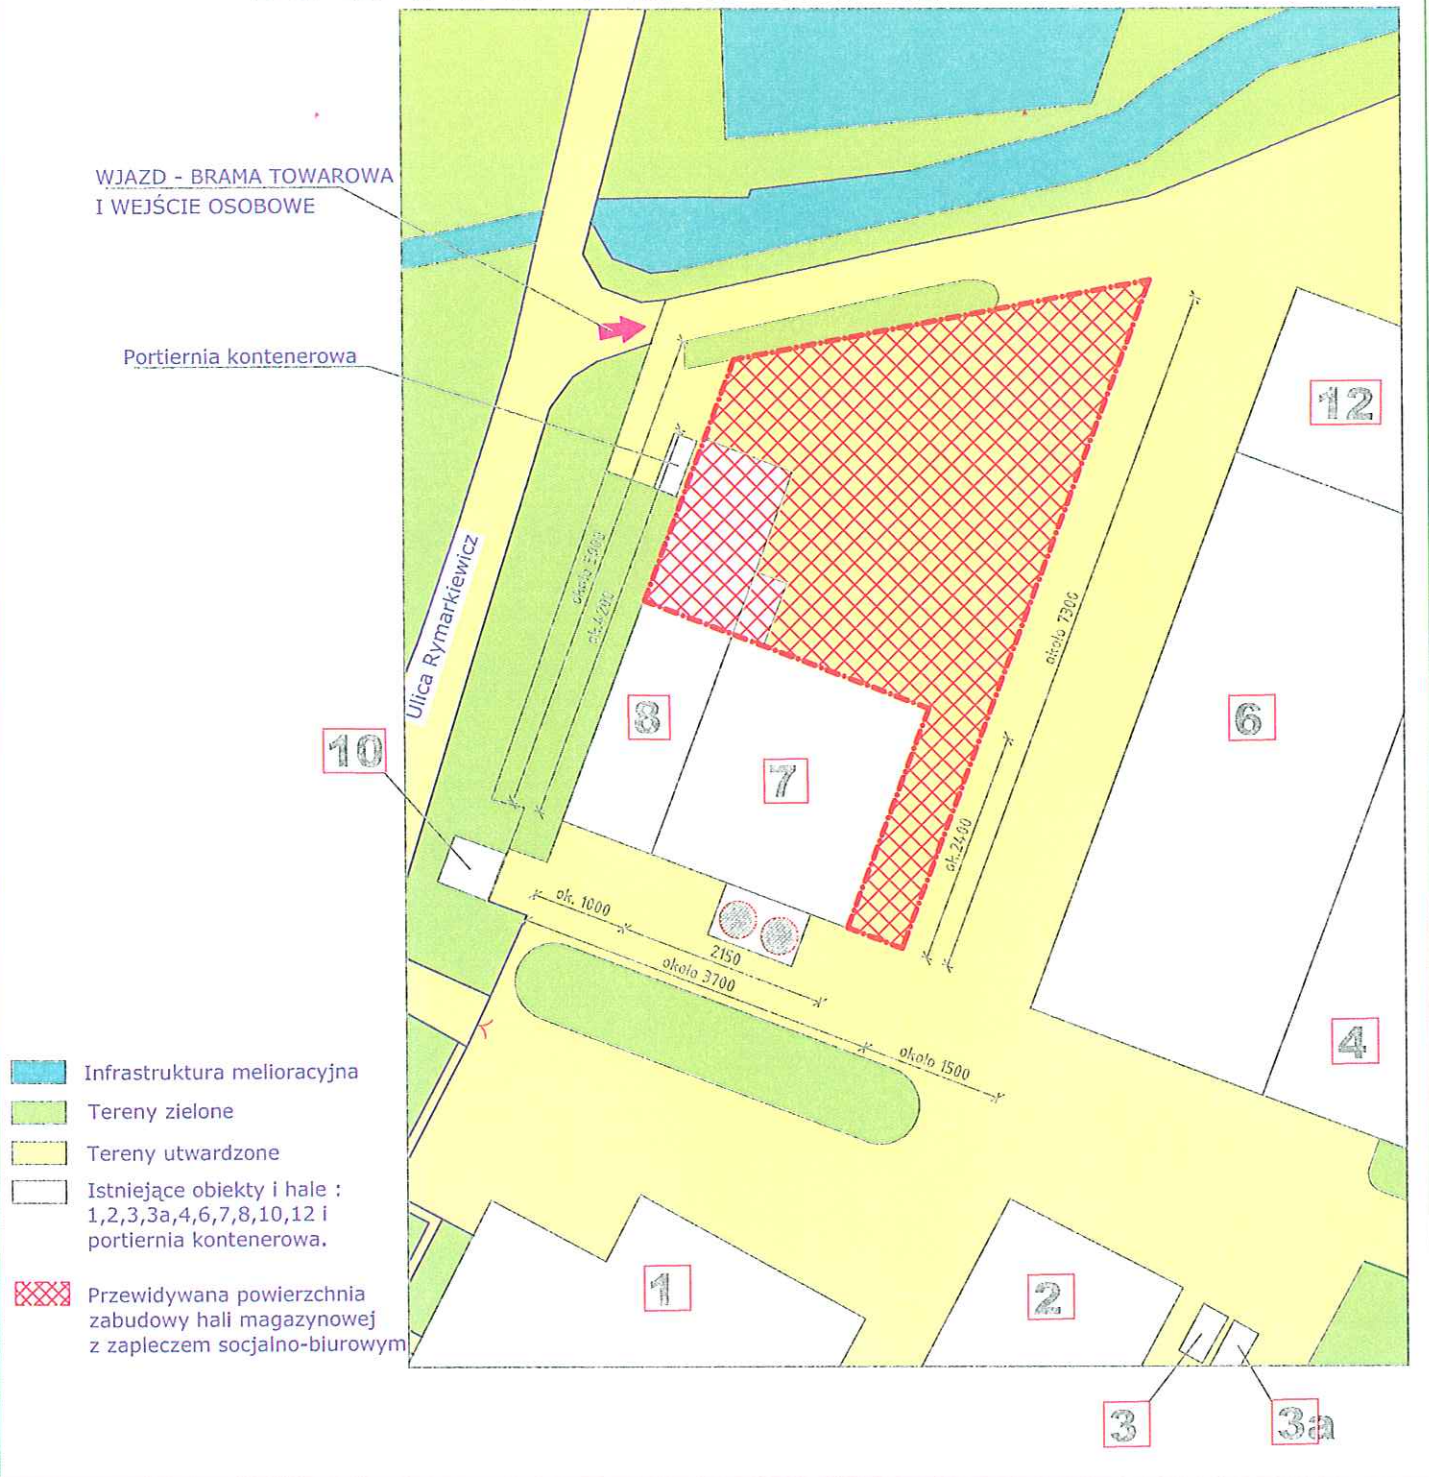 WJAZD - BRAMA TOWAROWA
I WEJŚCIE OSOBOWE
Portiernia kontenerowa
Ulica Rymarkiewicz
12
około 7300
ok.4200
8
6
10
7
ok.2400
ok. 1000
2150
około 3700
około 1500
4
Infrastruktura melioracyjna
Tereny zielone
Tereny utwardzone
Istniejące obiekty i hale :
1,2,3,3a,4,6,7,8,10,12 i
portiernia kontenerowa.
Przewidywana powierzchnia
zabudowy hali magazynowej
z zapleczem socjalno-biurowym
1
2
3
3a